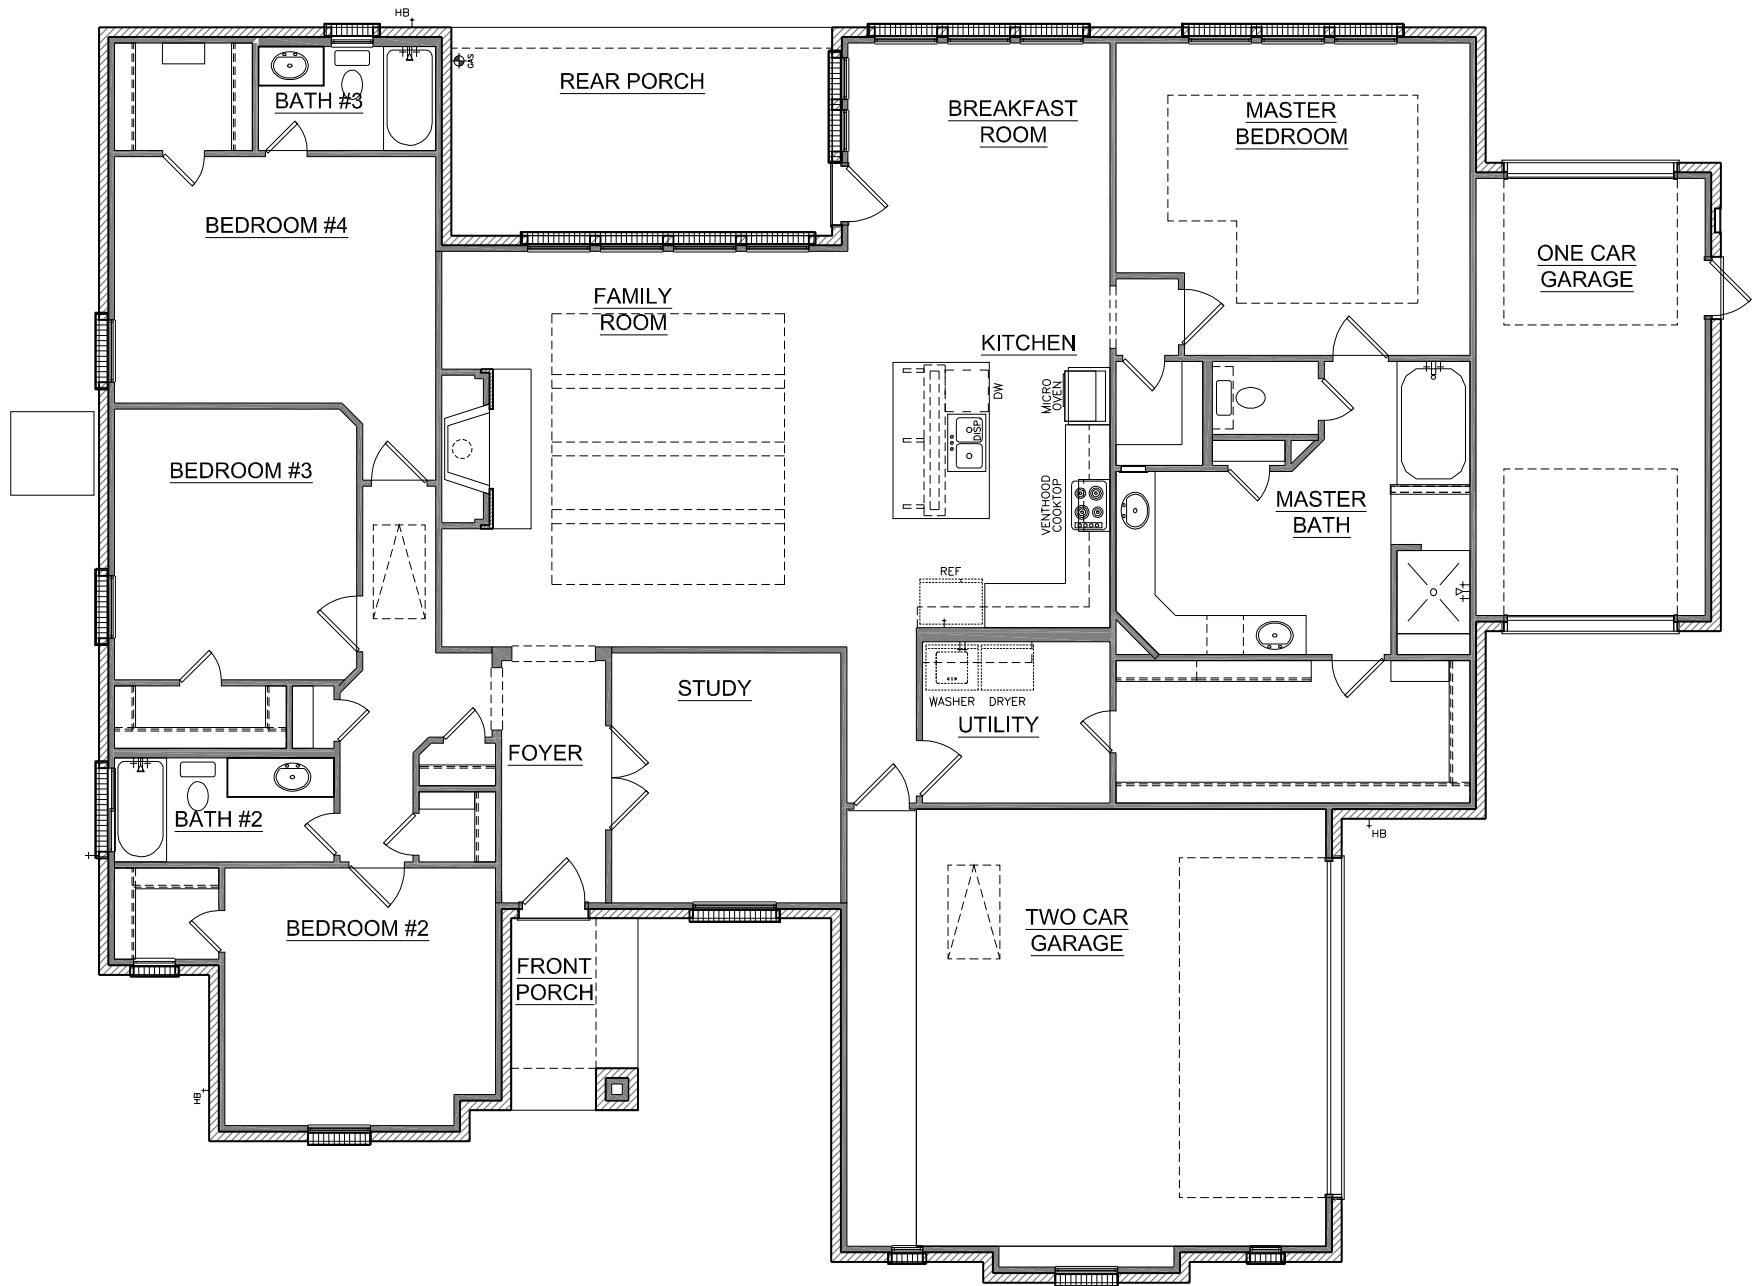 HB
GAS
REAR PORCH
BATH #3
BREAKFAST
ROOM
MASTER
BEDROOM
BEDROOM #4
ONE CAR
GARAGE
FAMILY
ROOM
KITCHEN
DW
MICRO
OVEN
DISP
BEDROOM #3
VENTHOOD
COOKTOP
MASTER
BATH
REF
STUDY
WASHER
DRYER
UTILITY
FOYER
BATH #2
HB
BEDROOM #2
TWO CAR
GARAGE
FRONT
PORCH
HB